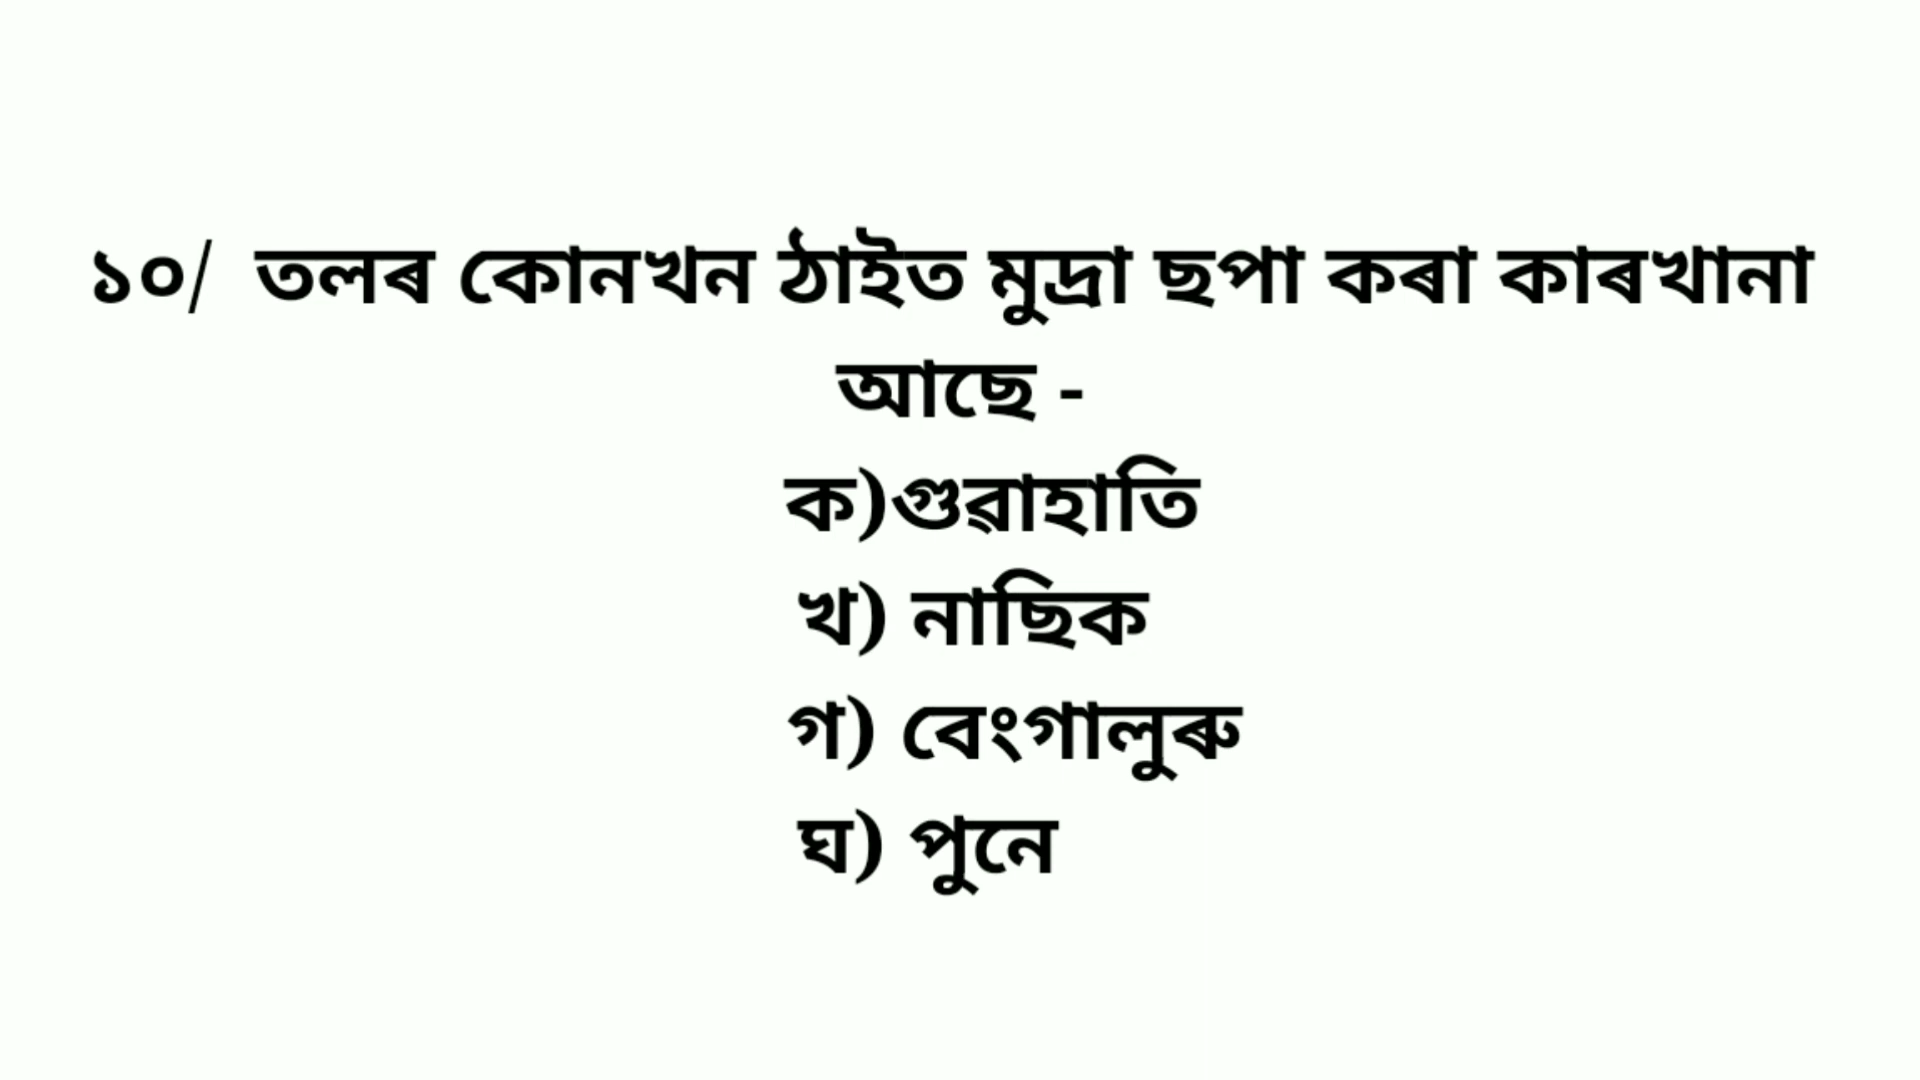 ১০/ তলৰ কোনখন ঠাইত মুদ্ৰা ছপা কৰা কাৰখানা
আছে -
ক)গুৱাহাতি
খ) নাছিক
গ) বেংগালুৰু
ঘ) পুনে